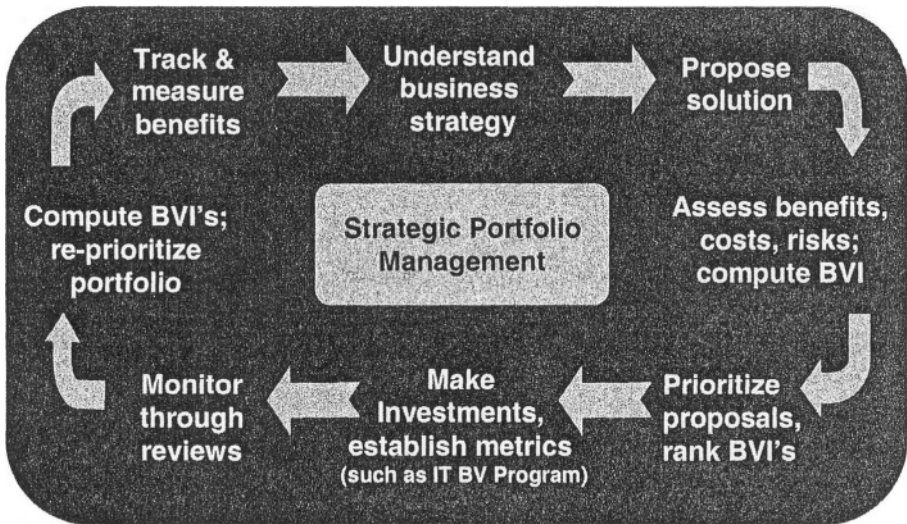 Track &
measure
benefits
Understand
business
strategy
Propose
solution
Assess benefits,
costs, risks;
compute BVI
Prioritize
proposals,
rank BVI's
Make
Investments,
establish metrics
(such as IT BV Program)
Monitor
through
reviews
Compute BVI's;
re-prioritize
portfolio
Strategic Portfolio
Management